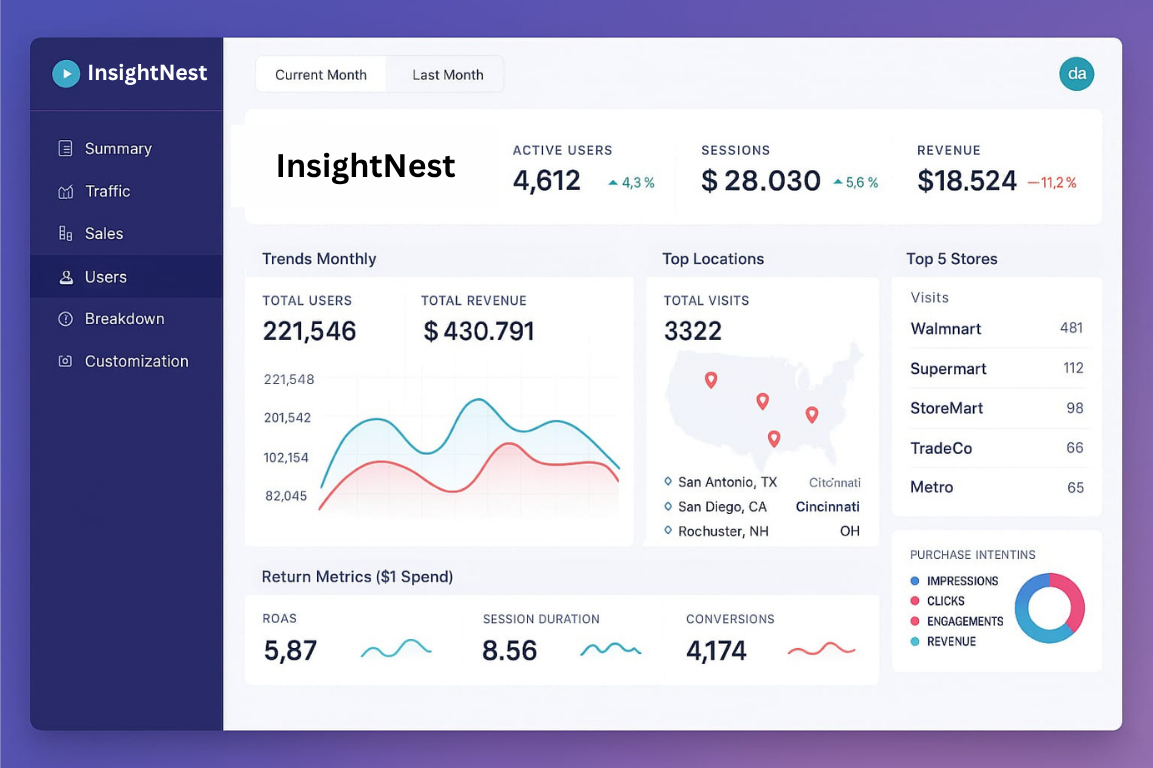 InsightNest
Summary
Traffic
Sales
Users
Breakdown
Customization
Current Month
Last Month
da
InsightNest
ACTIVE USERS
4,612
4,3 %
SESSIONS
$ 28.030
5,6 %
REVENUE
$18.524
—11,2 %
Trends Monthly
TOTAL USERS
221,546
TOTAL REVENUE
$ 430.791
221,548
201,542
102,154
82,045
Top Locations
TOTAL VISITS
3322
San Antonio, TX
Citcinnati
San Diego, CA
Cincinnati
Rochuster, NH
OH
Top 5 Stores
Visits
Walmnart 481
Supermart 112
StoreMart 98
TradeCo 66
Metro 65
Return Metrics ($1 Spend)
ROAS
5,87
SESSION DURATION
8.56
CONVERSIONS
4,174
PURCHASE INTENTINS
IMPRESSIONS
CLICKS
ENGAGEMENTS
REVENUE